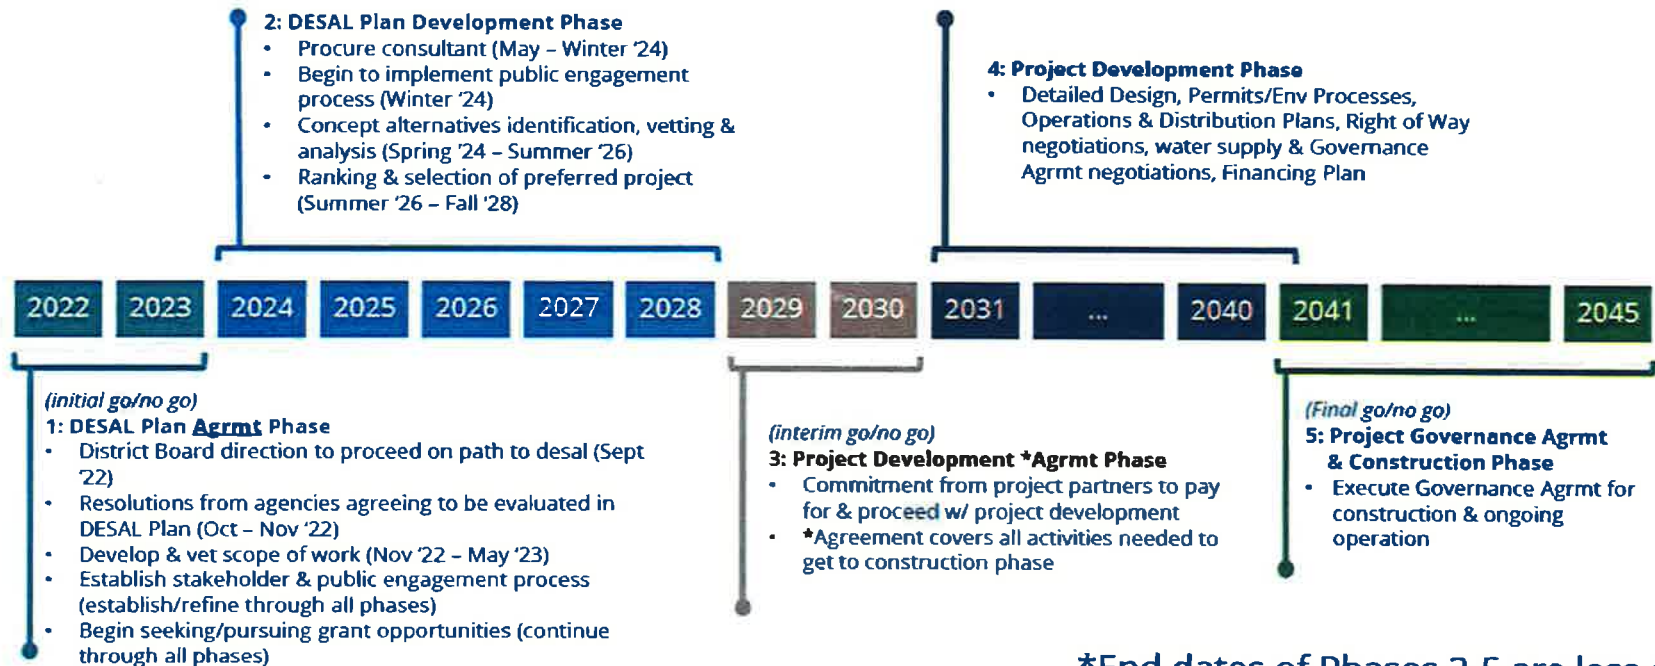 2: DESAL Plan Development Phase
• Procure consultant (May – Winter '24)
• Begin to implement public engagement
process (Winter '24)
• Concept alternatives identification, vetting &
analysis (Spring '24 – Summer '26)
• Ranking & selection of preferred project
(Summer '26 – Fall '28)
4: Project Development Phase
• Detailed Design, Permits/Env Processes,
Operations & Distribution Plans, Right of Way
negotiations, water supply & Governance
Agrmt negotiations, Financing Plan
2022 2023 2024 2025 2026 2027 2028 2029 2030 2031 ... 2040 2041 ... 2045
(initial go/no go)
1: DESAL Plan Agrmt Phase
• District Board direction to proceed on path to desal (Sept
'22)
• Resolutions from agencies agreeing to be evaluated in
DESAL Plan (Oct – Nov '22)
• Develop & vet scope of work (Nov '22 – May '23)
• Establish stakeholder & public engagement process
(establish/refine through all phases)
• Begin seeking/pursuing grant opportunities (continue
through all phases)
(interim go/no go)
3: Project Development *Agrmt Phase
• Commitment from project partners to pay
for & proceed w/ project development
• *Agreement covers all activities needed to
get to construction phase
(Final go/no go)
5: Project Governance Agrmt
& Construction Phase
• Execute Governance Agrmt for
construction & ongoing
operation
*End dates of Phases 2-5 are less